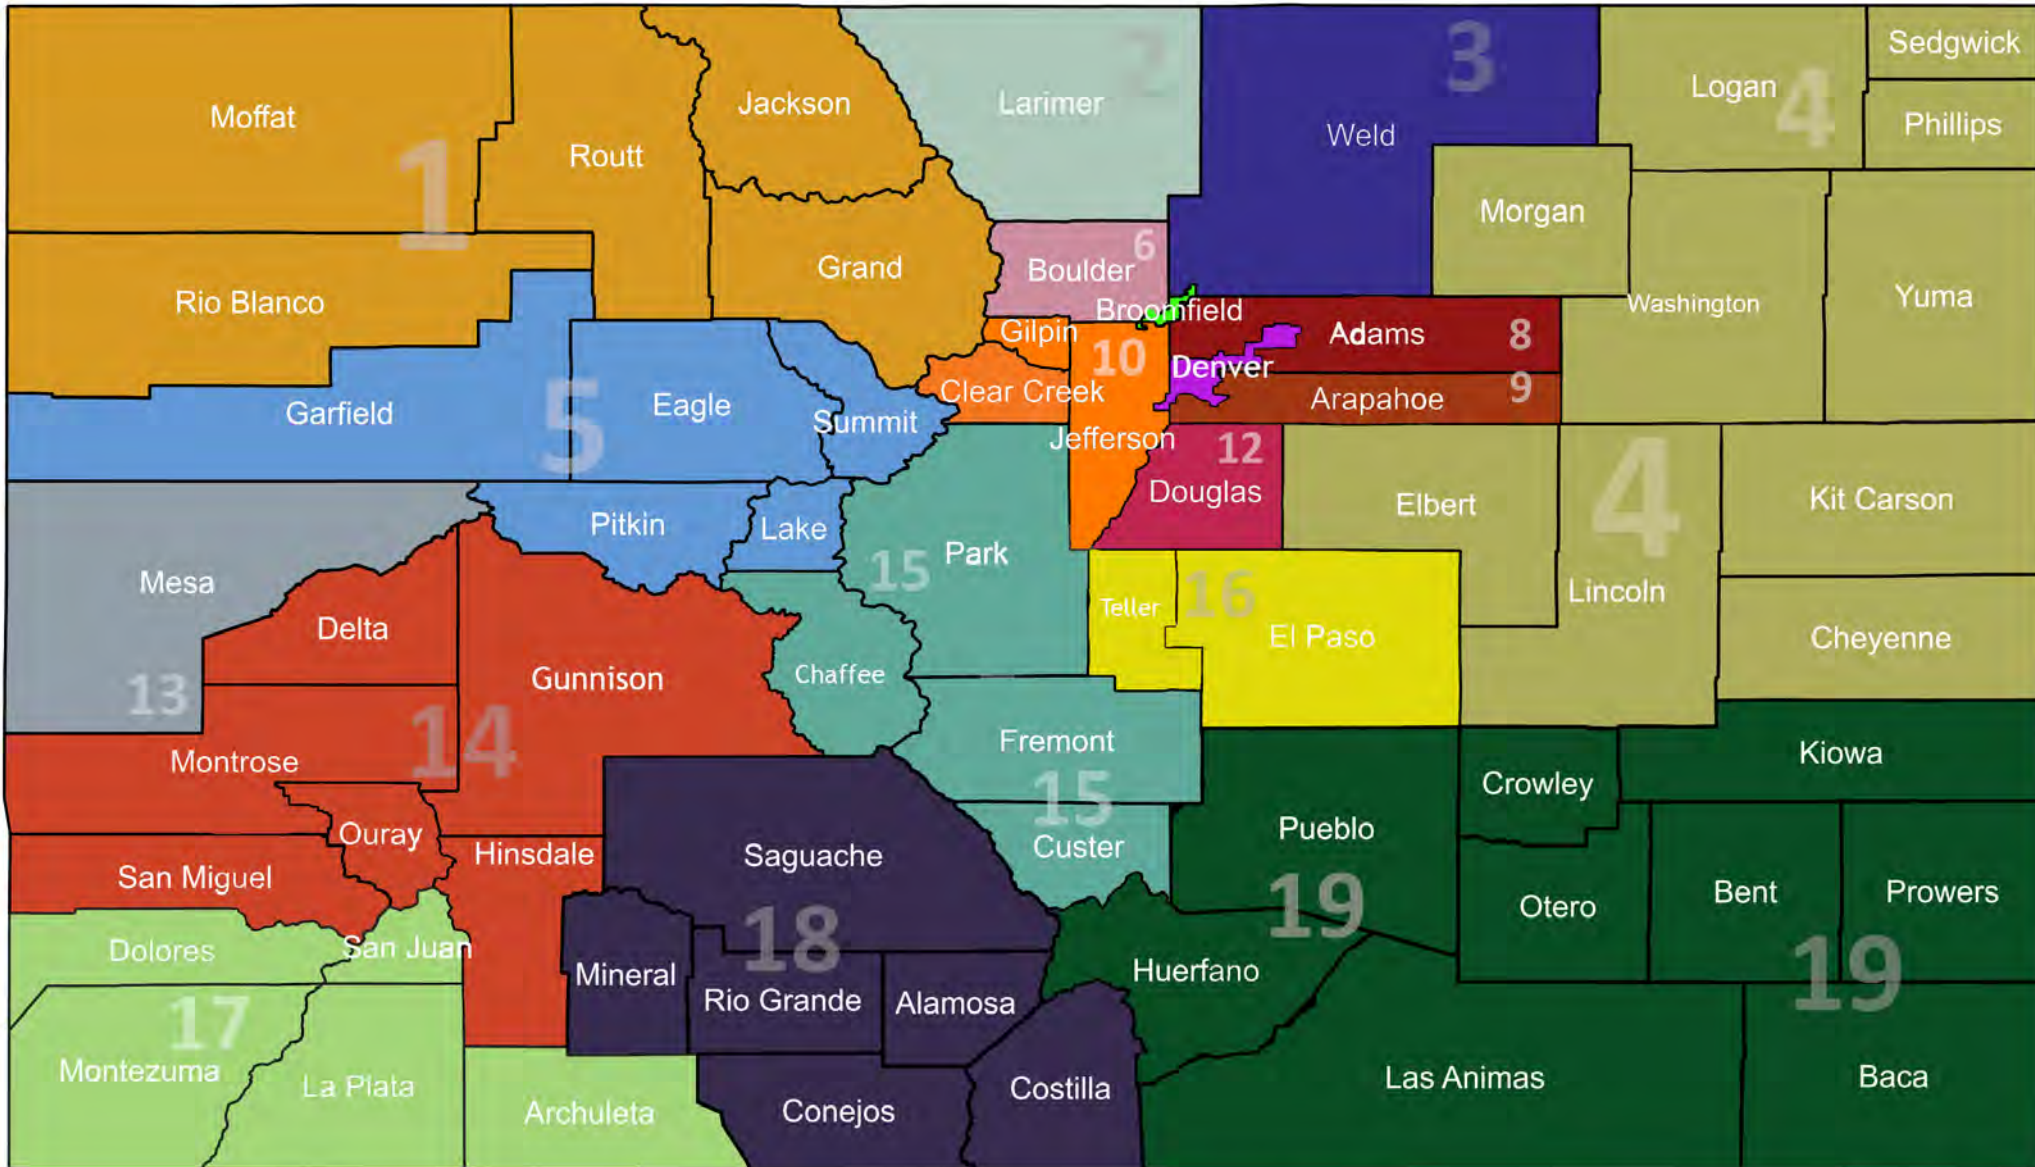 Sedgwick
3
2
Logan
4
Moffat
Jackson
Larimer
Phillips
Weld
1
Routt
Morgan
6
Boulder
Grand
Rio Blanco
Yuma
Washington
Broomfield
Gilpin
Adams
8
10
Denver
Clear Creek
Arapahoe
9
Garfield
5
Eagle
Summit
Jefferson
12
Douglas
Elbert
4
Kit Carson
Pitkin
Lake
Park
15
Mesa
Lincoln
Teller
16
El Paso
Cheyenne
Delta
Gunnison
Chaffee
13
14
Montrose
Fremont
Kiowa
Crowley
15
Ouray
Hinsdale
Saguache
Custer
Pueblo
San Miguel
19
Otero
Bent
Prowers
Dolores
San Juan
18
Mineral
Rio Grande
Alamosa
Huerfano
19
17
Montezuma
La Plata
Archuleta
Conejos
Costilla
Las Animas
Baca